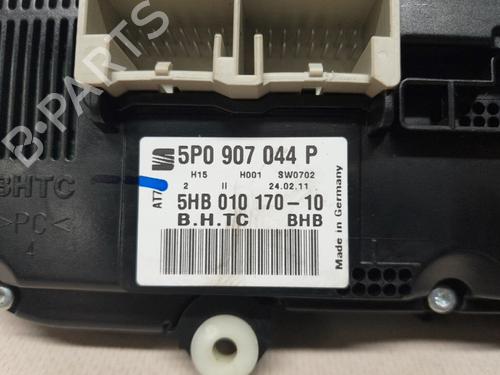 5P0 907 044 P
H15 H001 SW0702
2 II 24.02.11
5HB 010 170-10
B.H.TC BHB
Made in Germany
BHTC
>PC<
4
B-PARTS